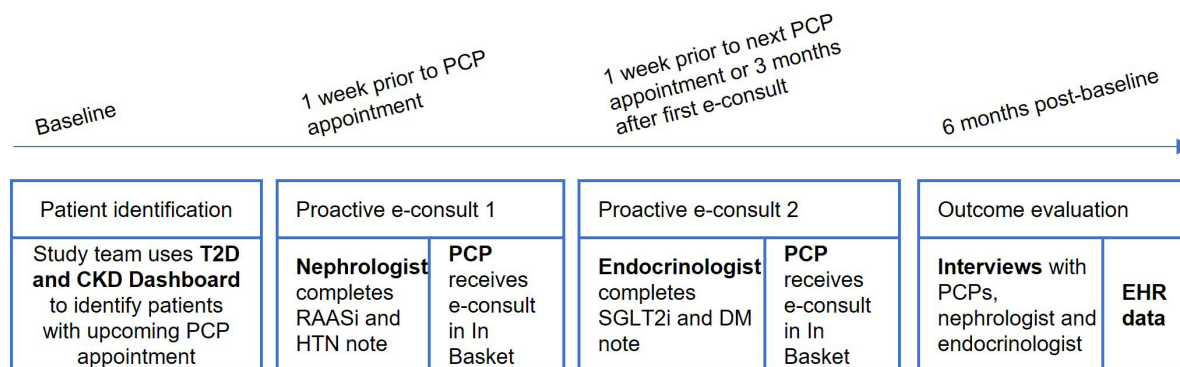 Baseline
1 week prior to PCP
appointment
1 week prior to next PCP
appointment or 3 months
after first e-consult
6 months post-baseline
Patient identification
Study team uses T2D
and CKD Dashboard
to identify patients
with upcoming PCP
appointment
Proactive e-consult 1
Nephrologist
completes
RAASi and
HTN note
PCP
receives
e-consult
in In
Basket
Proactive e-consult 2
Endocrinologist
completes
SGLT2i and DM
note
PCP
receives
e-consult
in In
Basket
Outcome evaluation
Interviews with
PCPs,
nephrologist and
endocrinologist
EHR
data